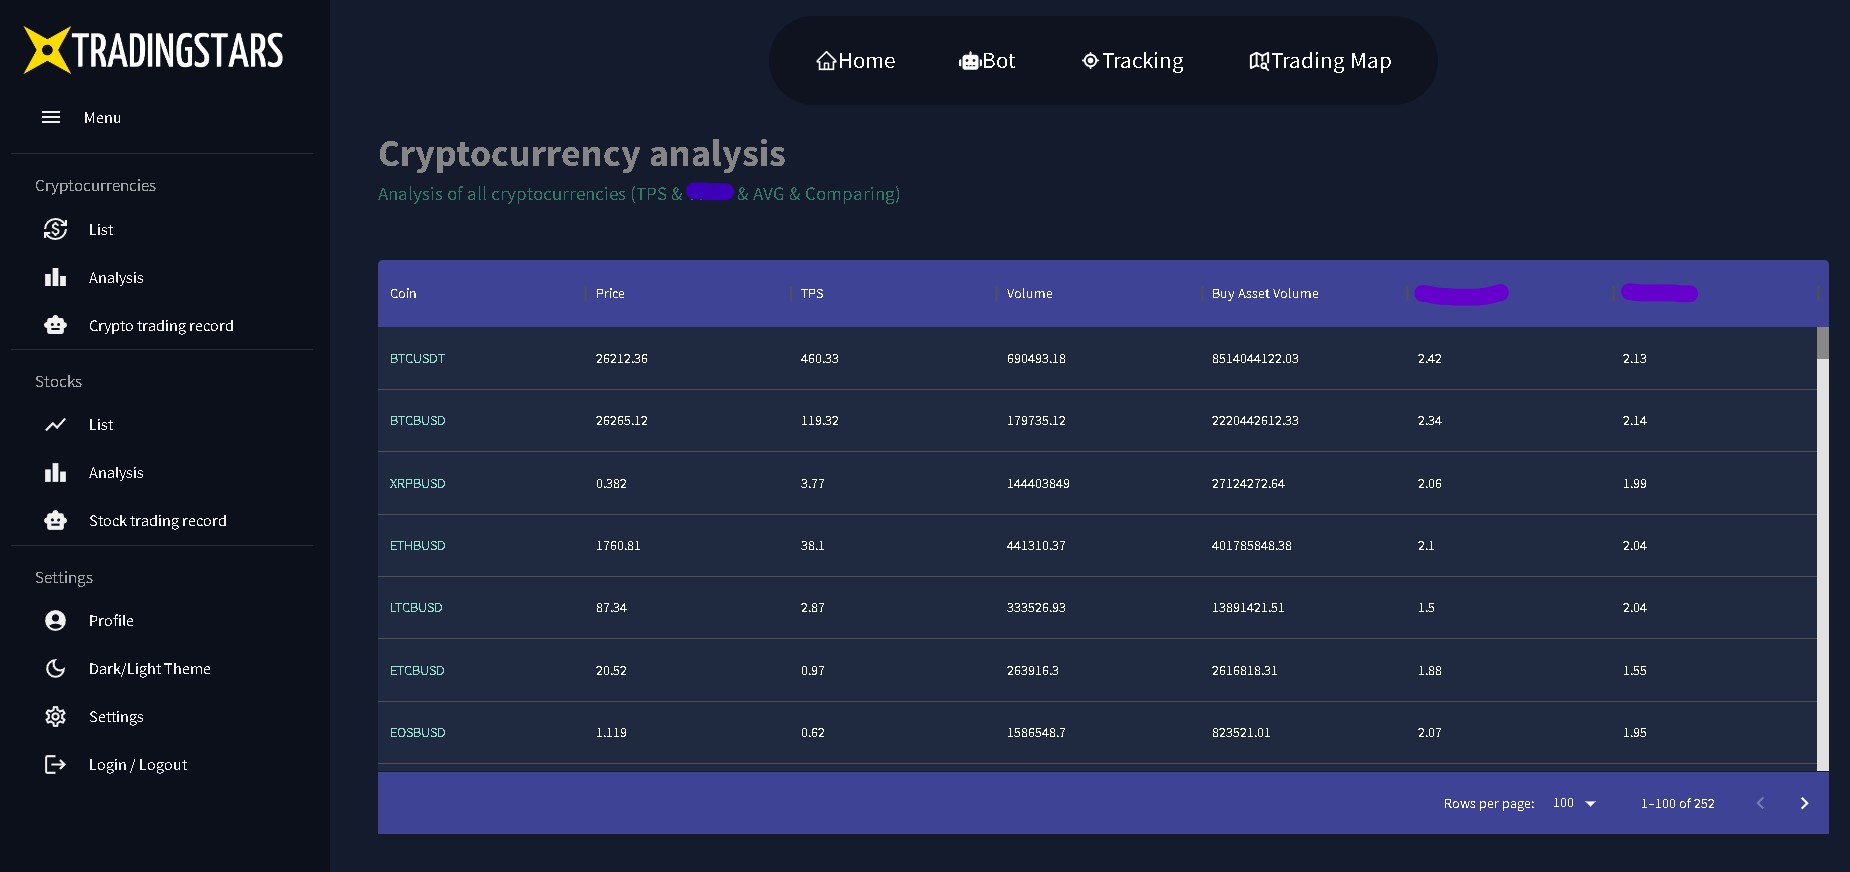 TRADINGSTARS
Menu
Cryptocurrencies
List
Analysis
Crypto trading record
Stocks
List
Analysis
Stock trading record
Settings
Profile
Dark/Light Theme
Settings
Login / Logout
Home Bot Tracking Trading Map
Cryptocurrency analysis
Analysis of all cryptocurrencies (TPS & & AVG & Comparing)
Coin Price TPS Volume Buy Asset Volume
BTCUSDT 26212.36 460.33 690493.18 8514044122.03 2.42 2.13
BTCBUSD 26265.12 119.32 179735.12 2220442612.33 2.34 2.14
XRPBUSD 0.382 3.77 144403849 27124272.64 2.06 1.99
ETHBUSD 1760.81 38.1 441310.37 401785848.38 2.1 2.04
LTCBUSD 87.34 2.87 333526.93 13891421.51 1.5 2.04
ETCBUSD 20.52 0.97 263916.3 2616818.31 1.88 1.55
EOSBUSD 1.119 0.62 1586548.7 823521.01 2.07 1.95
Rows per page: 100 1–100 of 252